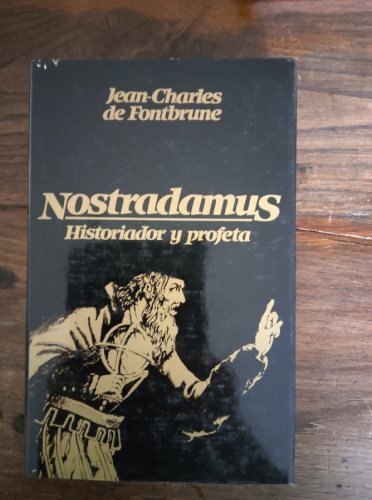 Jean-Charles
de Fontbrune
Nostradamus
Historiador y profeta